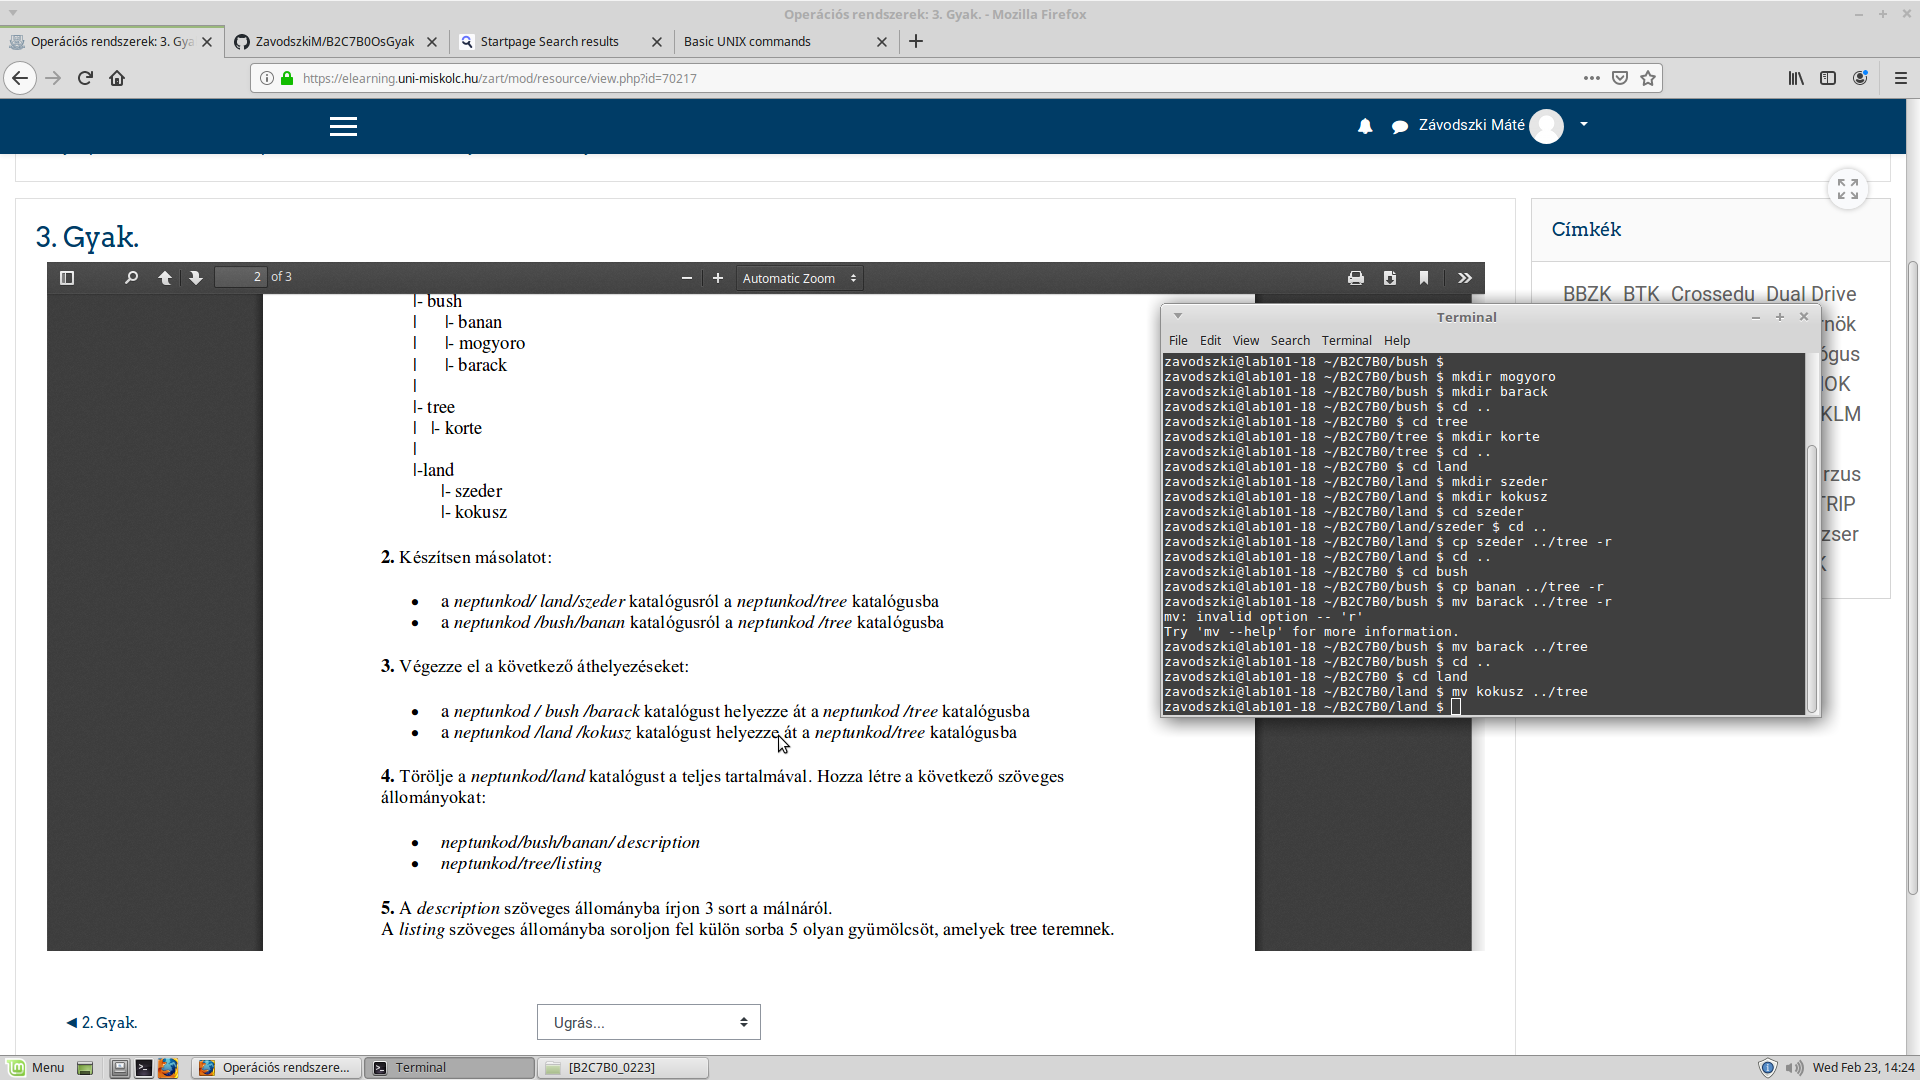 Operációs rendszerek: 3. Gyak. - Mozilla Firefox
Operációs rendszerek: 3. Gya
ZavodszkiM/B2C7B0OsGyak
Startpage Search results
Basic UNIX commands
https://elearning.uni-miskolc.hu/zart/mod/resource/view.php?id=70217
Závodszki Máté
3. Gyak.
2 of 3
Automatic Zoom
|- bush
| |- banan
| |- mogyoro
| |- barack
|
|- tree
| |- korte
|
|-land
|- szeder
|- kokusz
2. Készítsen másolatot:
• a neptunkod/ land/szeder katalógusról a neptunkod/tree katalógusba
• a neptunkod /bush/banan katalógusról a neptunkod /tree katalógusba
3. Végezze el a következő áthelyezéseket:
• a neptunkod / bush /barack katalógust helyezze át a neptunkod /tree katalógusba
• a neptunkod /land /kokusz katalógust helyezze át a neptunkod/tree katalógusba
4. Törölje a neptunkod/land katalógust a teljes tartalmával. Hozza létre a következő szöveges
állományokat:
• neptunkod/bush/banan/ description
• neptunkod/tree/listing
5. A description szöveges állományba írjon 3 sort a málnáról.
A listing szöveges állományba soroljon fel külön sorba 5 olyan gyümölcsöt, amelyek tree teremnek.
Címkék
BBZK BTK Crossedu Dual Drive
Terminal
File Edit View Search Terminal Help
zavodszki@lab101-18 ~/B2C7B0/bush $
zavodszki@lab101-18 ~/B2C7B0/bush $ mkdir mogyoro
zavodszki@lab101-18 ~/B2C7B0/bush $ mkdir barack
zavodszki@lab101-18 ~/B2C7B0/bush $ cd ..
zavodszki@lab101-18 ~/B2C7B0 $ cd tree
zavodszki@lab101-18 ~/B2C7B0/tree $ mkdir korte
zavodszki@lab101-18 ~/B2C7B0/tree $ cd ..
zavodszki@lab101-18 ~/B2C7B0 $ cd land
zavodszki@lab101-18 ~/B2C7B0/land $ mkdir szeder
zavodszki@lab101-18 ~/B2C7B0/land $ mkdir kokusz
zavodszki@lab101-18 ~/B2C7B0/land $ cd szeder
zavodszki@lab101-18 ~/B2C7B0/land/szeder $ cd ..
zavodszki@lab101-18 ~/B2C7B0/land $ cp szeder ../tree -r
zavodszki@lab101-18 ~/B2C7B0/land $ cd ..
zavodszki@lab101-18 ~/B2C7B0 $ cd bush
zavodszki@lab101-18 ~/B2C7B0/bush $ cp banan ../tree -r
zavodszki@lab101-18 ~/B2C7B0/bush $ mv barack ../tree -r
mv: invalid option -- 'r'
Try 'mv --help' for more information.
zavodszki@lab101-18 ~/B2C7B0/bush $ mv barack ../tree
zavodszki@lab101-18 ~/B2C7B0/bush $ cd ..
zavodszki@lab101-18 ~/B2C7B0 $ cd land
zavodszki@lab101-18 ~/B2C7B0/land $ mv kokusz ../tree
zavodszki@lab101-18 ~/B2C7B0/land $
nök
ógus
OK
KLM
rzus
TRIP
zser
K
◄ 2. Gyak.
Ugrás...
Menu
Operációs rendszere...
Terminal
[B2C7B0_0223]
Wed Feb 23, 14:24